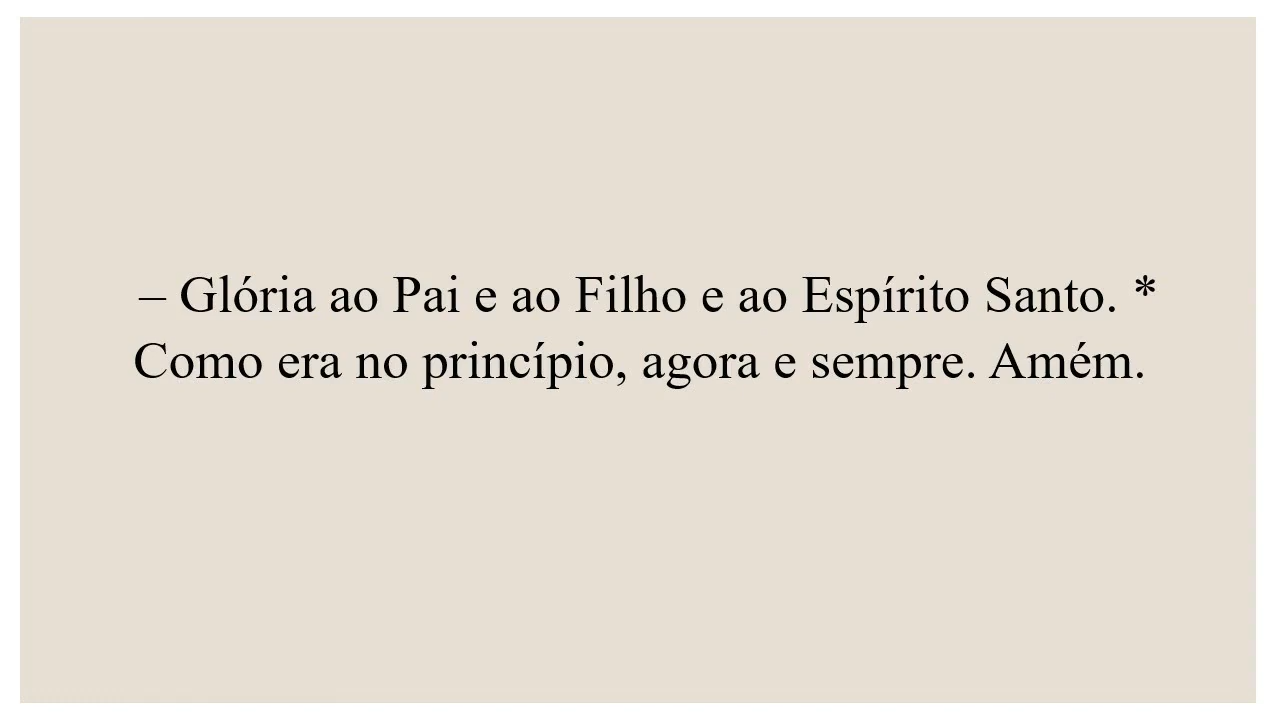 – Glória ao Pai e ao Filho e ao Espírito Santo. *
Como era no princípio, agora e sempre. Amém.